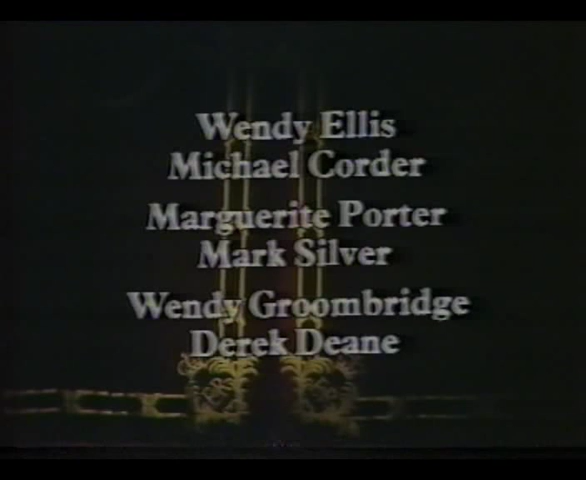 Wendy Ellis
Michael Corder
Marguerite Porter
Mark Silver
Wendy Groombridge
Derek Deane